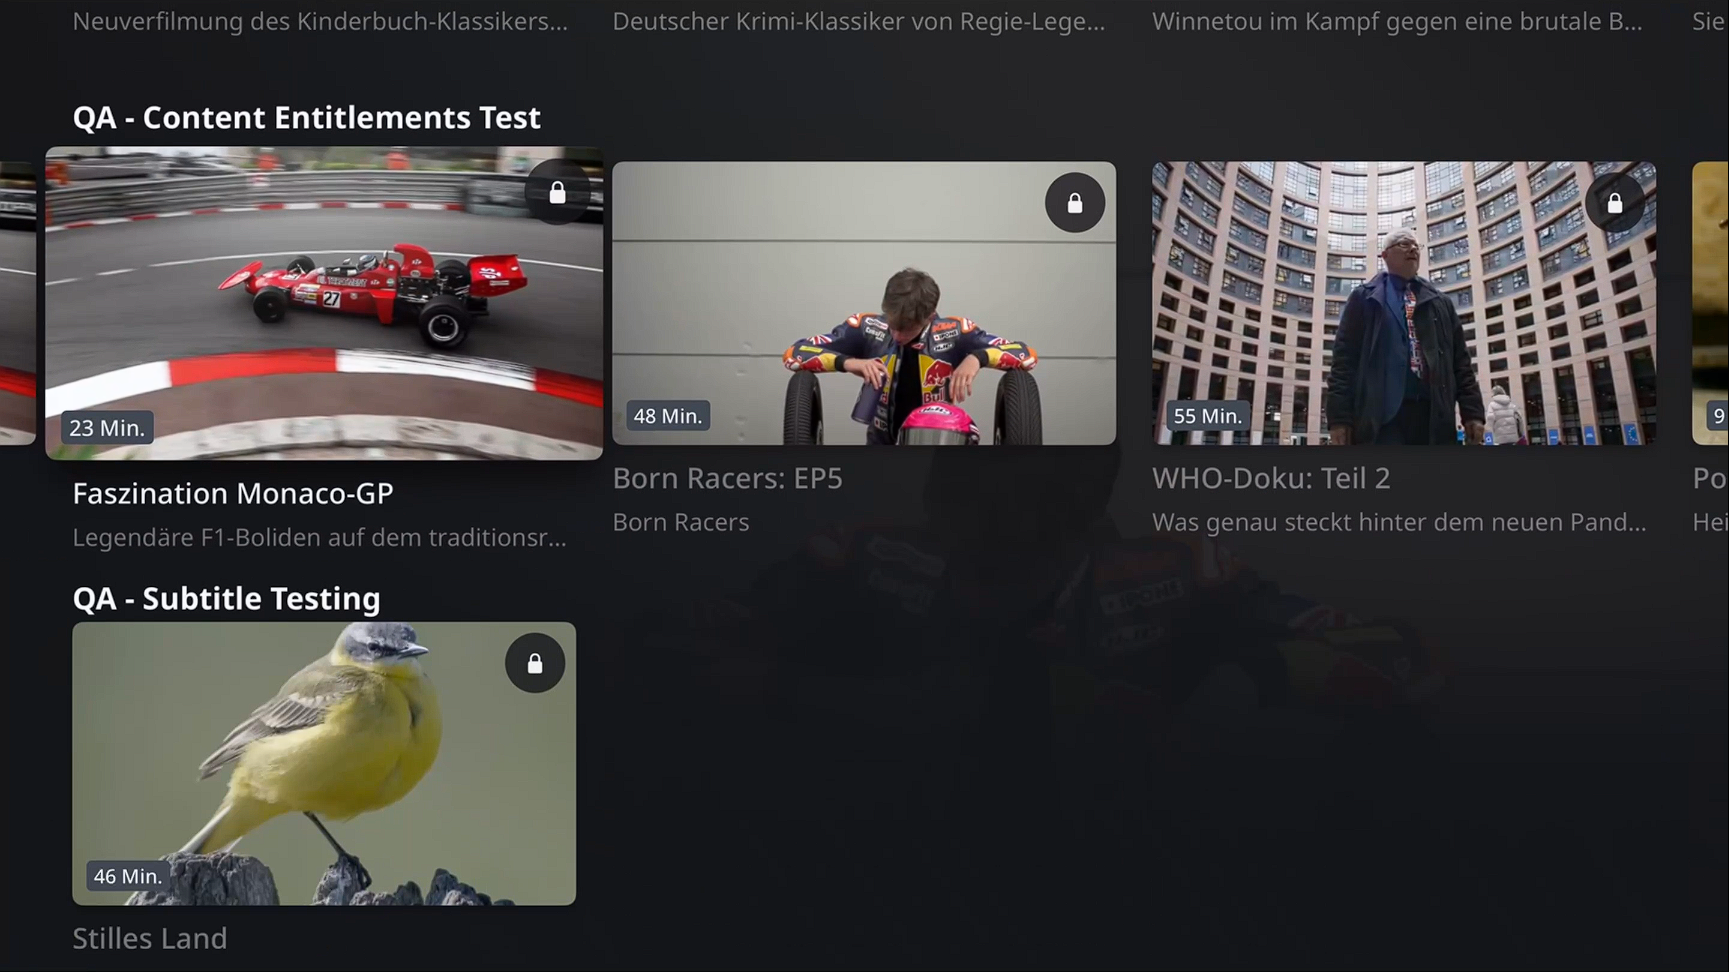 Neuverfilmung des Kinderbuch-Klassikers...
Deutscher Krimi-Klassiker von Regie-Lege...
Winnetou im Kampf gegen eine brutale B...
Sie
QA - Content Entitlements Test
27
23 Min.
48 Min.
55 Min.
9
Faszination Monaco-GP
Legendäre F1-Boliden auf dem traditionsr...
Born Racers: EP5
Born Racers
WHO-Doku: Teil 2
Was genau steckt hinter dem neuen Pand...
Po
Hei
IPONE
QA - Subtitle Testing
46 Min.
Stilles Land